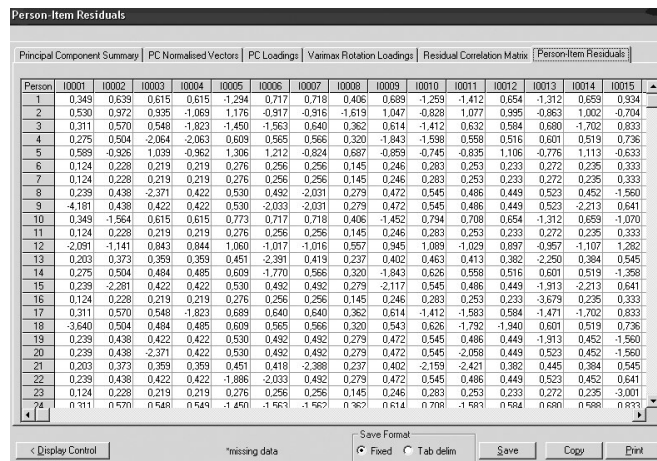 Person-Item Residuals
Principal Component Summary | PC Normalised Vectors | PC Loadings | Varimax Rotation Loadings | Residual Correlation Matrix | Person-Item Residuals
Person I0001 I0002 I0003 I0004 I0005 I0006 I0007 I0008 I0009 I0010 I0011 I0012 I0013 I0014 I0015
1 0,349 0,639 0,615 0,615 -1,294 0,717 0,718 0,406 0,689 -1,259 -1,412 0,654 -1,312 0,659 0,934
2 0,530 0,972 0,935 -1,069 1,176 -0,917 -0,916 -1,619 1,047 -0,828 1,077 0,995 -0,863 1,002 -0,704
3 0,311 0,570 0,548 -1,823 -1,450 -1,563 0,640 0,362 0,614 -1,412 0,632 0,584 0,680 -1,702 0,833
4 0,275 0,504 -2,064 -2,063 0,609 0,565 0,566 0,320 -1,843 -1,598 0,558 0,516 0,601 0,519 0,736
5 0,589 -0,926 1,039 -0,962 1,306 1,212 -0,824 0,687 -0,859 -0,745 -0,835 1,106 -0,776 1,113 -0,633
6 0,124 0,228 0,219 0,219 0,276 0,256 0,256 0,145 0,246 0,283 0,253 0,233 0,272 0,235 0,333
7 0,124 0,228 0,219 0,219 0,276 0,256 0,256 0,145 0,246 0,283 0,253 0,233 0,272 0,235 0,333
8 0,239 0,438 -2,371 0,422 0,530 0,492 -2,031 0,279 0,472 0,545 0,486 0,449 0,523 0,452 -1,560
9 -4,181 0,438 0,422 0,422 0,530 -2,033 -2,031 0,279 0,472 0,545 0,486 0,449 0,523 -2,213 0,641
10 0,349 -1,564 0,615 0,615 0,773 0,717 0,718 0,406 -1,452 0,794 0,708 0,654 -1,312 0,659 -1,070
11 0,124 0,228 0,219 0,219 0,276 0,256 0,256 0,145 0,246 0,283 0,253 0,233 0,272 0,235 0,333
12 -2,091 -1,141 0,843 0,844 1,060 -1,017 -1,016 0,557 0,945 1,089 -1,029 0,897 -0,957 -1,107 1,282
13 0,203 0,373 0,359 0,359 0,451 -2,391 0,419 0,237 0,402 0,463 0,413 0,382 -2,250 0,384 0,545
14 0,275 0,504 0,484 0,485 0,609 -1,770 0,566 0,320 -1,843 0,626 0,558 0,516 0,601 0,519 -1,358
15 0,239 -2,281 0,422 0,422 0,530 0,492 0,492 0,279 -2,117 0,545 0,486 0,449 -1,913 -2,213 0,641
16 0,124 0,228 0,219 0,219 0,276 0,256 0,256 0,145 0,246 0,283 0,253 0,233 -3,679 0,235 0,333
17 0,311 0,570 0,548 -1,823 0,689 0,640 0,640 0,362 0,614 -1,412 -1,583 0,584 -1,471 -1,702 0,833
18 -3,640 0,504 0,484 0,485 0,609 0,565 0,566 0,320 0,543 0,626 -1,792 -1,940 0,601 0,519 0,736
19 0,239 0,438 0,422 0,422 0,530 0,492 0,492 0,279 0,472 0,545 0,486 0,449 -1,913 0,452 -1,560
20 0,239 0,438 -2,371 0,422 0,530 0,492 0,492 0,279 0,472 0,545 -2,058 0,449 0,523 0,452 -1,560
21 0,203 0,373 0,359 0,359 0,451 0,418 -2,388 0,237 0,402 -2,159 -2,421 0,382 0,445 0,384 0,545
22 0,239 0,438 0,422 0,422 -1,886 -2,033 0,492 0,279 0,472 0,545 0,486 0,449 0,523 0,452 0,641
23 0,124 0,228 0,219 0,219 0,276 0,256 0,256 0,145 0,246 0,283 0,253 0,233 0,272 0,235 -3,001
24 0,311 0,570 0,548 0,549 -1,450 -1,563 -1,562 0,362 0,614 0,708 -1,583 0,584 0,680 0,588 0,833
Save Format
< Display Control *missing data Fixed Tab delim Save Copy Print